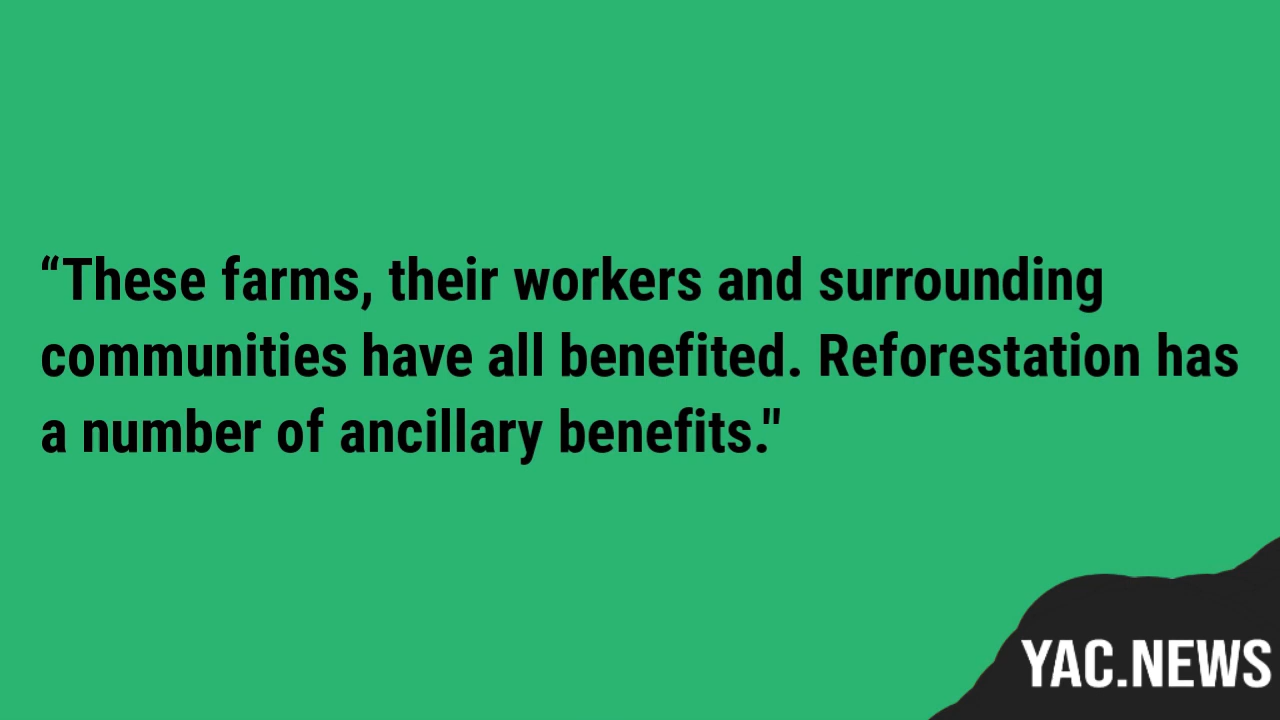 “These farms, their workers and surrounding
communities have all benefited. Reforestation has
a number of ancillary benefits."
YAC.NEWS